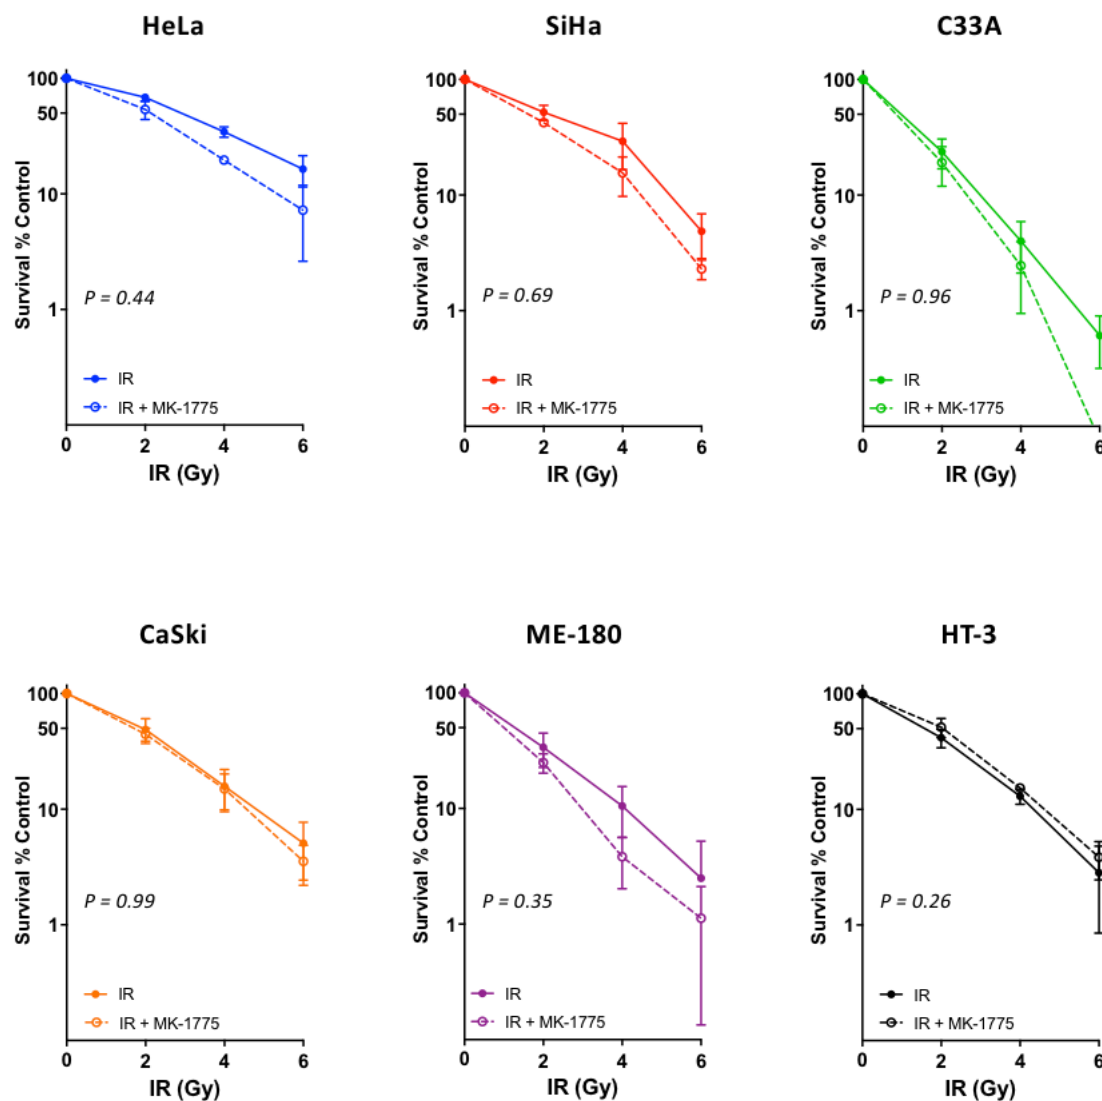 HeLa
Survival % Control
100
50
10
1
P = 0.44
IR
IR + MK-1775
0 2 4 6
IR (Gy)
SiHa
Survival % Control
100
50
10
1
P = 0.69
IR
IR + MK-1775
0 2 4 6
IR (Gy)
C33A
Survival % Control
100
50
10
1
P = 0.96
IR
IR + MK-1775
0 2 4 6
IR (Gy)
CaSki
Survival % Control
100
50
10
1
P = 0.99
IR
IR + MK-1775
0 2 4 6
IR (Gy)
ME-180
Survival % Control
100
50
10
1
P = 0.35
IR
IR + MK-1775
0 2 4 6
IR (Gy)
HT-3
Survival % Control
100
50
10
1
P = 0.26
IR
IR + MK-1775
0 2 4 6
IR (Gy)